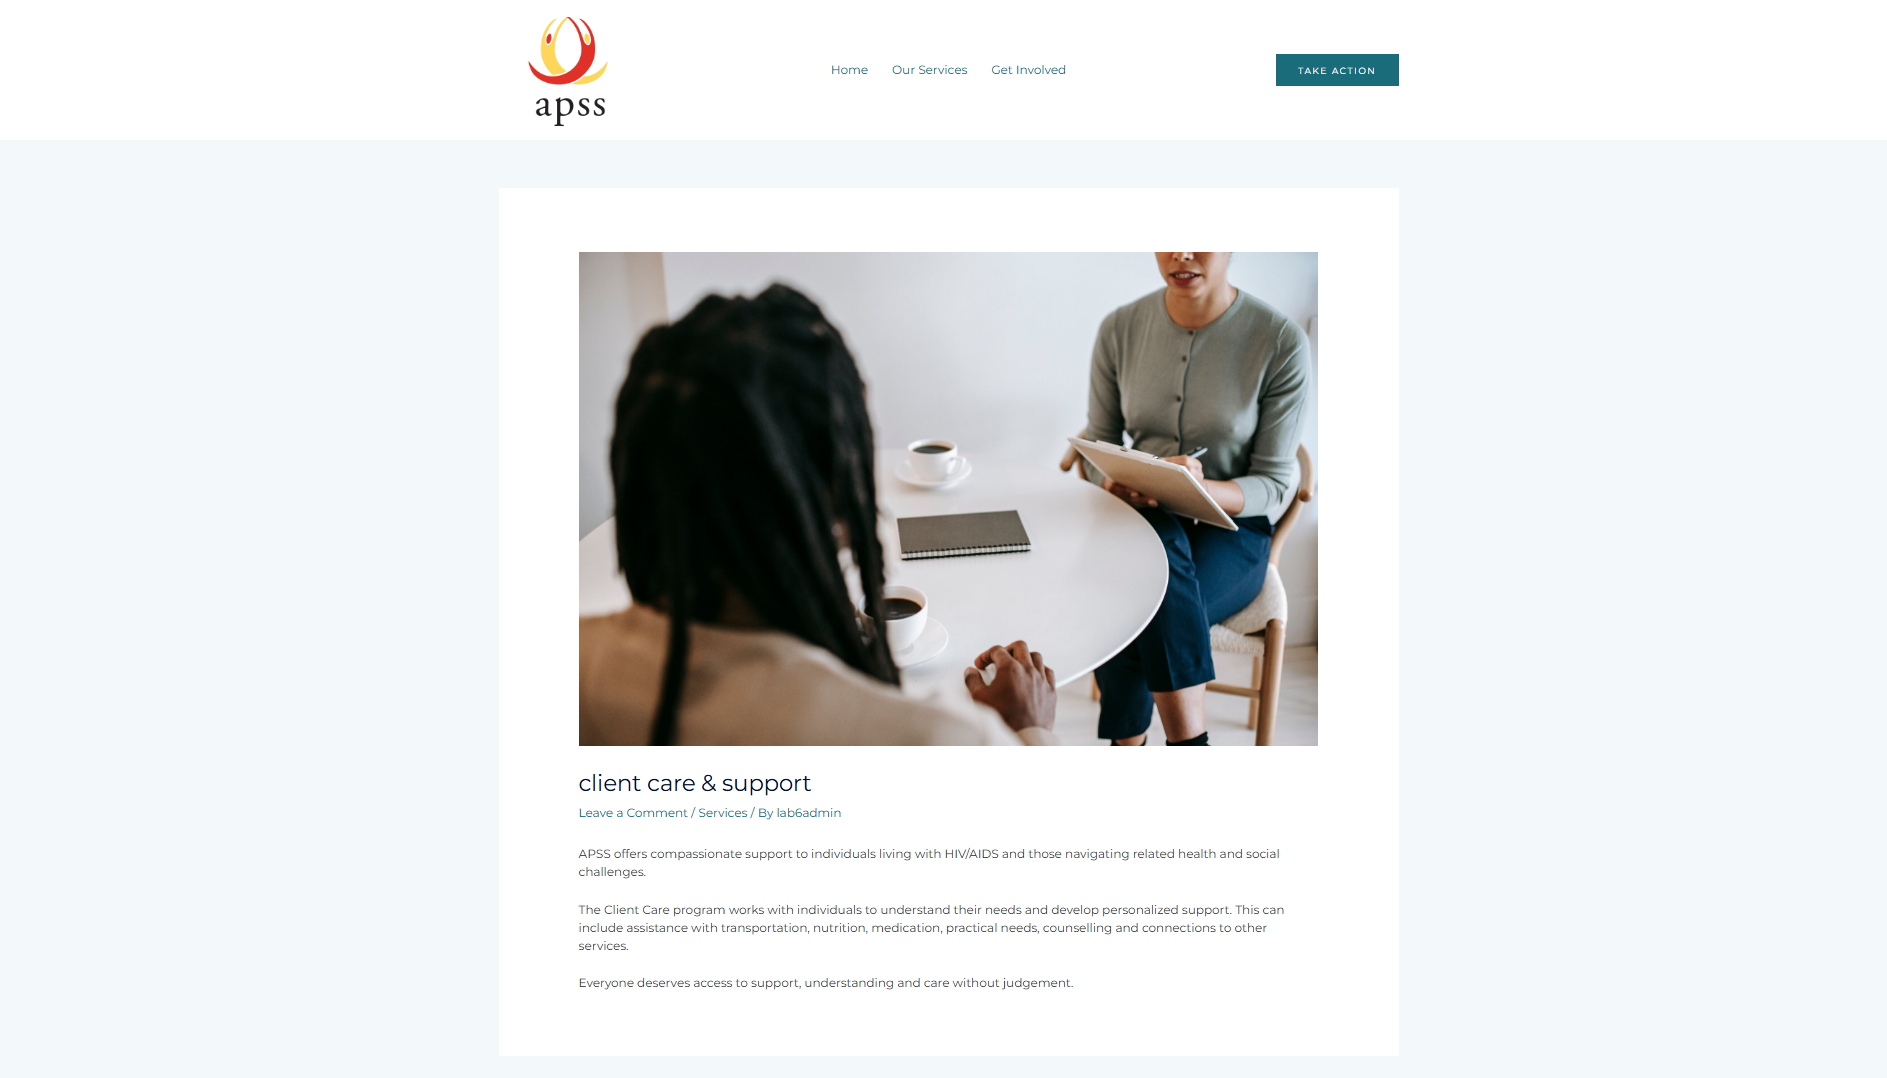 apss
Home
Our Services
Get Involved
TAKE ACTION
client care & support
Leave a Comment / Services / By lab6admin
APSS offers compassionate support to individuals living with HIV/AIDS and those navigating related health and social
challenges.
The Client Care program works with individuals to understand their needs and develop personalized support. This can
include assistance with transportation, nutrition, medication, practical needs, counselling and connections to other
services.
Everyone deserves access to support, understanding and care without judgement.